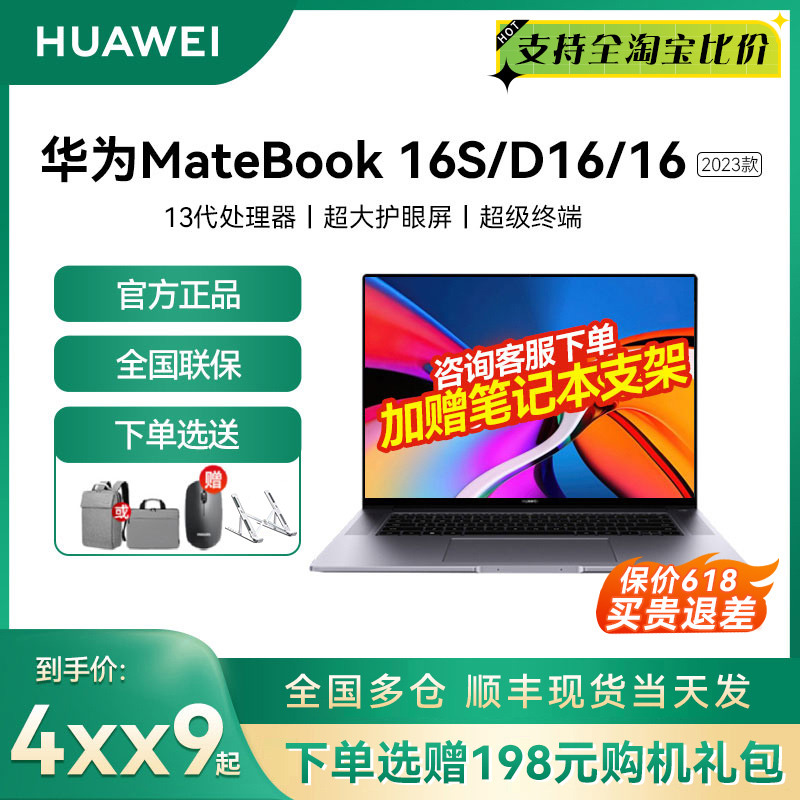 HUAWEI
HOT
支持全淘宝比价
华为MateBook 16S/D16/16 2023款
13代处理器丨超大护眼屏丨超级终端
官方正品
全国联保
下单选送
或
赠
咨询客服下单
加赠笔记本支架
HUAWEI
保价618
买贵退差
到手价:
4xx9起
全国多仓 顺丰现货当天发
下单选赠198元购机礼包